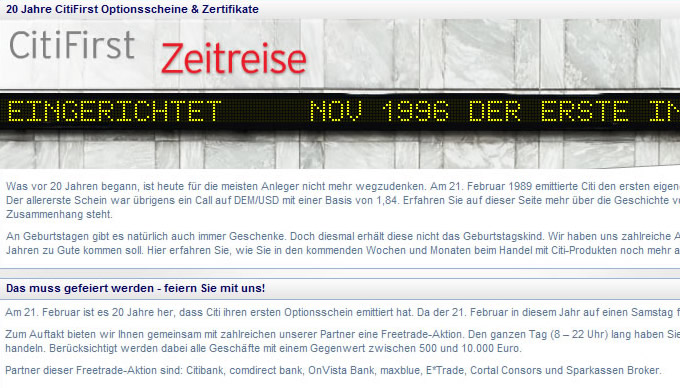 20 Jahre CitiFirst Optionsscheine & Zertifikate
CitiFirst Zeitreise
EINGERICHTET NOV 1996 DER ERSTE IN
Was vor 20 Jahren begann, ist heute für die meisten Anleger nicht mehr wegzudenken. Am 21. Februar 1989 emittierte Citi den ersten eigen
Der allererste Schein war übrigens ein Call auf DEM/USD mit einer Basis von 1,84. Erfahren Sie auf dieser Seite mehr über die Geschichte v
Zusammenhang steht.
An Geburtstagen gibt es natürlich auch immer Geschenke. Doch diesmal erhält diese nicht das Geburtstagskind. Wir haben uns zahlreiche A
Jahren zu Gute kommen soll. Hier erfahren Sie, wie Sie in den kommenden Wochen und Monaten beim Handel mit Citi-Produkten noch mehr a
Das muss gefeiert werden - feiern Sie mit uns!
Am 21. Februar ist es 20 Jahre her, dass Citi ihren ersten Optionsschein emittiert hat. Da der 21. Februar in diesem Jahr auf einen Samstag f
Zum Auftakt bieten wir Ihnen gemeinsam mit zahlreichen unserer Partner eine Freetrade-Aktion. Den ganzen Tag (8 – 22 Uhr) lang haben Sie
handeln. Berücksichtigt werden dabei alle Geschäfte mit einem Gegenwert zwischen 500 und 10.000 Euro.
Partner dieser Freetrade-Aktion sind: Citibank, comdirect bank, OnVista Bank, maxblue, E*Trade, Cortal Consors und Sparkassen Broker.